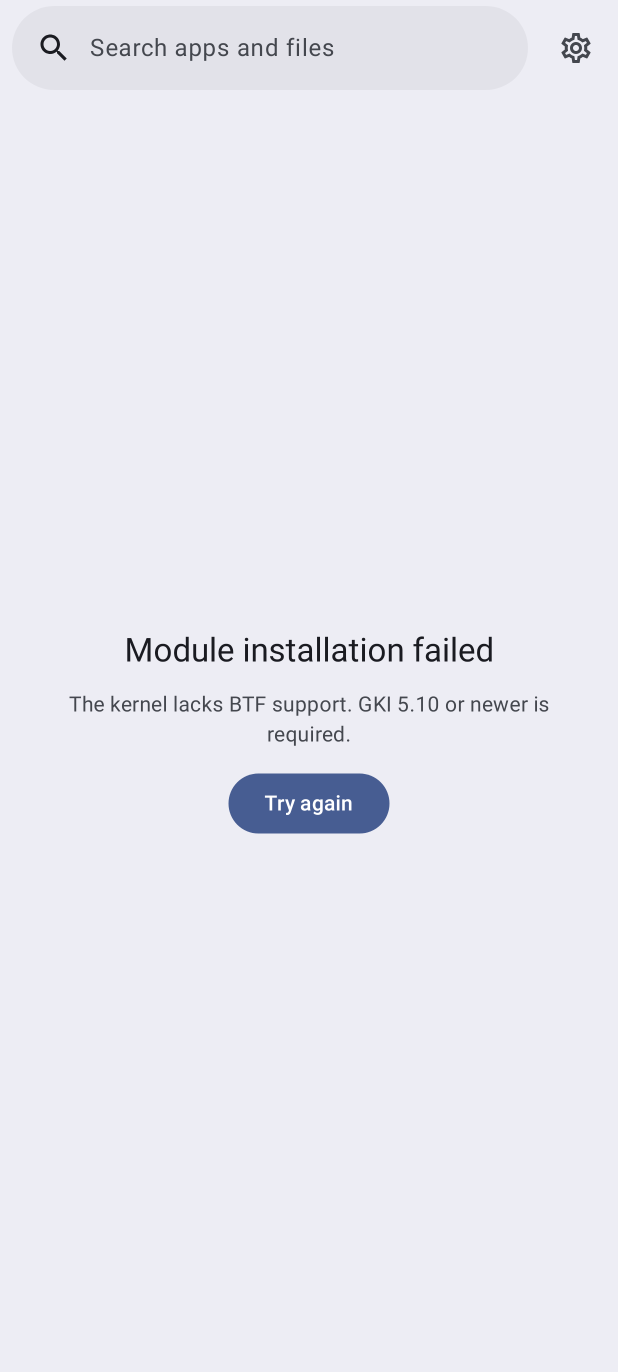 Search apps and files
Module installation failed
The kernel lacks BTF support. GKI 5.10 or newer is
required.
Try again